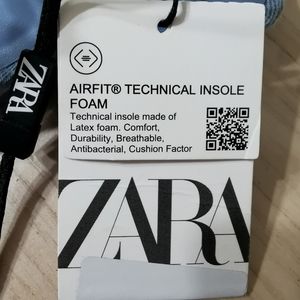 ZARA
AIRFIT® TECHNICAL INSOLE
FOAM
Technical insole made of
Latex foam. Comfort,
Durability, Breathable,
Antibacterial, Cushion Factor
ZARA